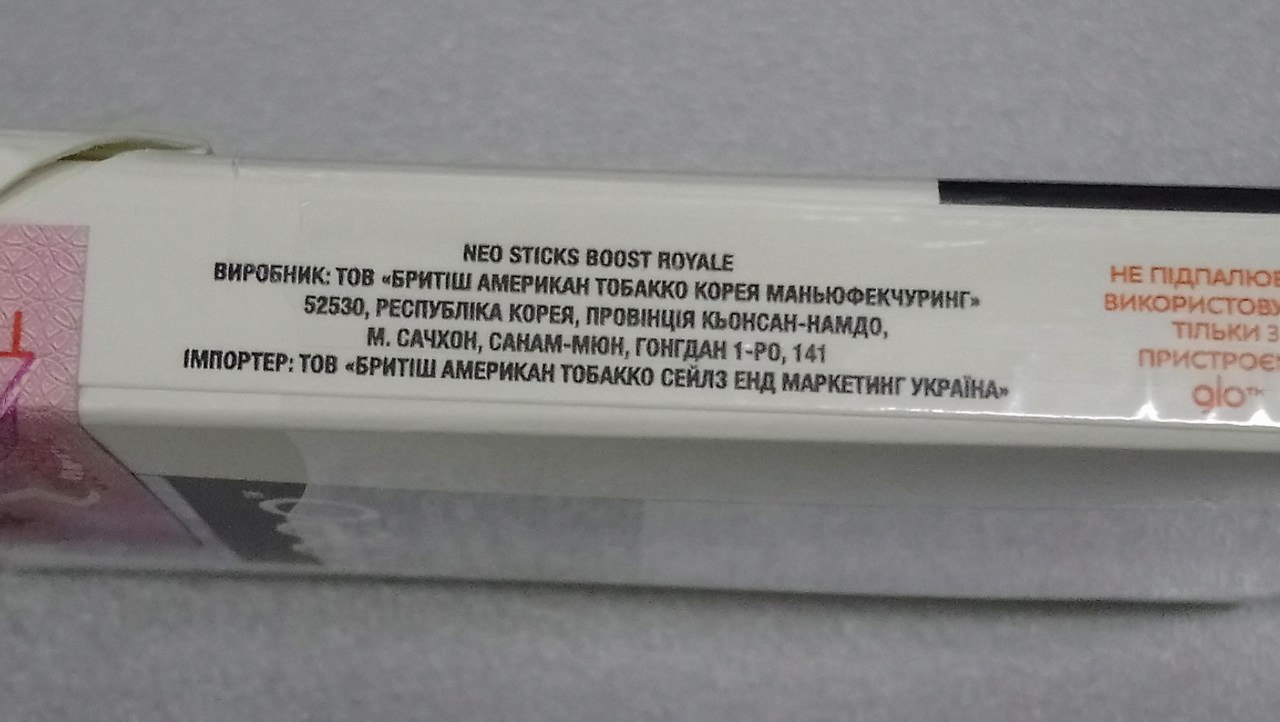 NEO STICKS BOOST ROYALE
ВИРОБНИК: ТОВ «БРИТІШ АМЕРИКАН ТОБАККО КОРЕЯ МАНЬЮФЕКЧУРИНГ»
52530, РЕСПУБЛІКА КОРЕЯ, ПРОВІНЦІЯ КЬОНСАН-НАМДО,
М. САЧХОН, САНАМ-МЮН, ГОНГДАН 1-РО, 141
ІМПОРТЕР: ТОВ «БРИТІШ АМЕРИКАН ТОБАККО СЕЙЛЗ ЕНД МАРКЕТИНГ УКРАЇНА»
НЕ ПІДПАЛЮВ
ВИКОРИСТОВУ
ТІЛЬКИ З
ПРИСТРОЄ
glo™